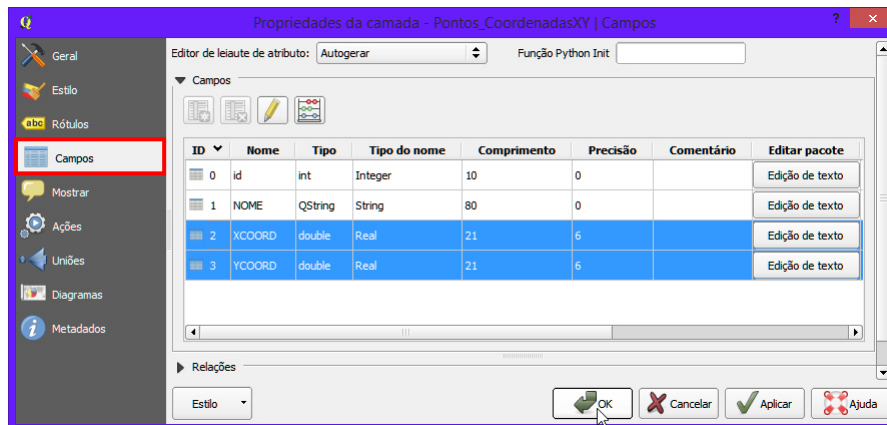 Propriedades da camada - Pontos_CoordenadasXY | Campos
?
Geral
Estilo
abc Rótulos
Campos
Mostrar
Ações
Uniões
Diagramas
i Metadados
Editor de leiaute de atributo: Autogerar Função Python Init
Campos
ID Nome Tipo Tipo do nome Comprimento Precisão Comentário Editar pacote
0 id int Integer 10 0 Edição de texto
1 NOME QString String 80 0 Edição de texto
2 XCOORD double Real 21 6 Edição de texto
3 YCOORD double Real 21 6 Edição de texto
Relações
Estilo OK Cancelar Aplicar Ajuda